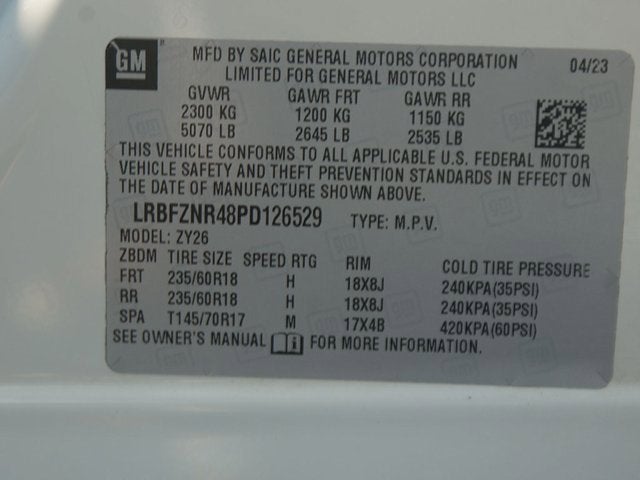 GM
MFD BY SAIC GENERAL MOTORS CORPORATION
LIMITED FOR GENERAL MOTORS LLC
04/23
GVWR GAWR FRT GAWR RR
2300 KG 1200 KG 1150 KG
5070 LB 2645 LB 2535 LB
THIS VEHICLE CONFORMS TO ALL APPLICABLE U.S. FEDERAL MOTOR
VEHICLE SAFETY AND THEFT PREVENTION STANDARDS IN EFFECT ON
THE DATE OF MANUFACTURE SHOWN ABOVE.
LRBFZNR48PD126529 TYPE: M.P.V.
MODEL: ZY26
ZBDM TIRE SIZE SPEED RTG RIM COLD TIRE PRESSURE
FRT 235/60R18 H 18X8J 240KPA(35PSI)
RR 235/60R18 H 18X8J 240KPA(35PSI)
SPA T145/70R17 M 17X4B 420KPA(60PSI)
SEE OWNER'S MANUAL FOR MORE INFORMATION.